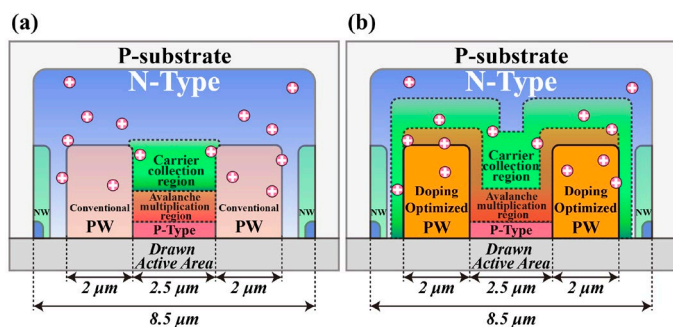 (a)
P-substrate
N-Type
Carrier
collection
region
Avalanche
multiplication
region
P-Type
Conventional
PW
Conventional
PW
NW
NW
Drawn
Active Area
2 μm
2.5 μm
2 μm
8.5 μm
(b)
P-substrate
N-Type
Carrier
collection
region
Avalanche
multiplication
region
P-Type
Doping
Optimized
PW
Doping
Optimized
PW
NW
NW
Drawn
Active Area
2 μm
2.5 μm
2 μm
8.5 μm